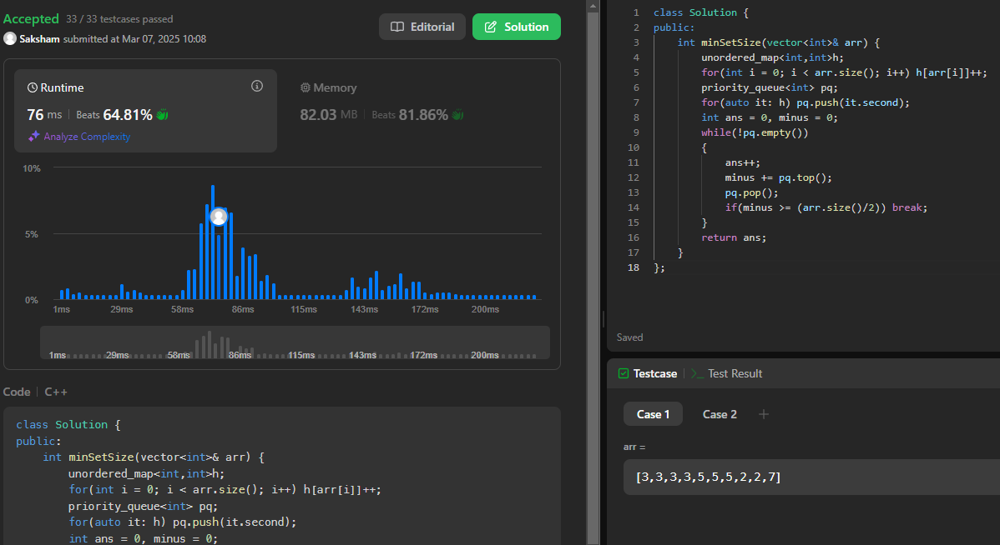 Accepted 33 / 33 testcases passed
Saksham submitted at Mar 07, 2025 10:08
Editorial
Solution
Runtime
76 ms | Beats 64.81%
Analyze Complexity
Memory
82.03 MB | Beats 81.86%
10%
5%
0%
1ms 29ms 58ms 86ms 115ms 143ms 172ms 200ms
1ms 29ms 58ms 86ms 115ms 143ms 172ms 200ms
Code | C++
class Solution {
public:
    int minSetSize(vector<int>& arr) {
        unordered_map<int,int>h;
        for(int i = 0; i < arr.size(); i++) h[arr[i]]++;
        priority_queue<int> pq;
        for(auto it: h) pq.push(it.second);
        int ans = 0, minus = 0;
1 class Solution {
2 public:
3     int minSetSize(vector<int>& arr) {
4         unordered_map<int,int>h;
5         for(int i = 0; i < arr.size(); i++) h[arr[i]]++;
6         priority_queue<int> pq;
7         for(auto it: h) pq.push(it.second);
8         int ans = 0, minus = 0;
9         while(!pq.empty())
10         {
11             ans++;
12             minus += pq.top();
13             pq.pop();
14             if(minus >= (arr.size()/2)) break;
15         }
16         return ans;
17     }
18 };
Saved
Testcase | >_ Test Result
Case 1 Case 2 +
arr =
[3,3,3,3,5,5,5,2,2,7]